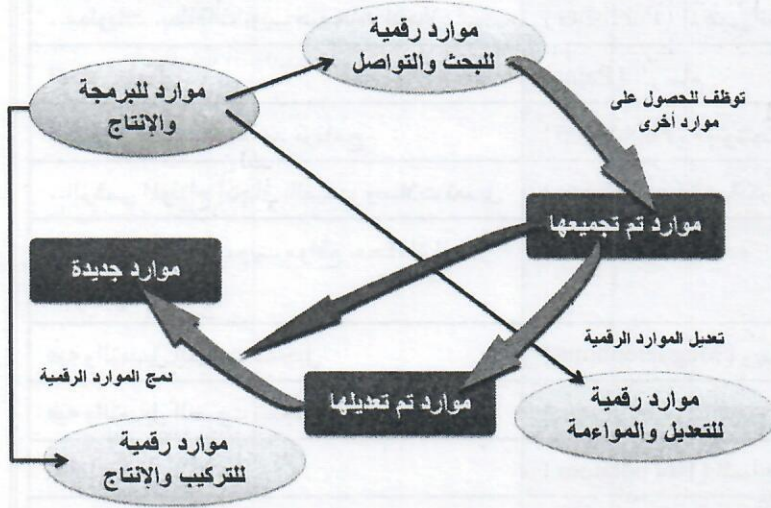 موارد رقمية
للبحث والتواصل
موارد للبرمجة
والإنتاج
توظف للحصول على
موارد أخرى
موارد تم تجميعها
موارد جديدة
تعديل الموارد الرقمية
دمج الموارد الرقمية
موارد تم تعديلها
موارد رقمية
للتعديل والمواءمة
موارد رقمية
للتركيب والإنتاج